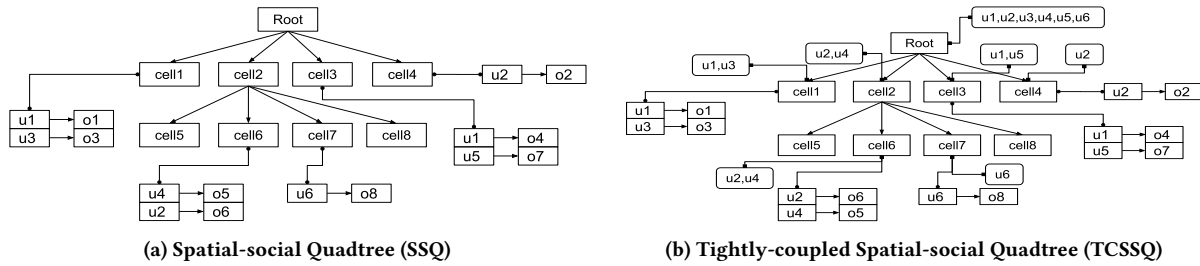 Root
cell1 cell2 cell3 cell4 u2 o2
u1 o1
u3 o3
cell5 cell6 cell7 cell8
u1 o4
u5 o7
u4 o5
u2 o6
u6 o8
(a) Spatial-social Quadtree (SSQ)
u1,u2,u3,u4,u5,u6
Root
u1,u3
u2,u4
u1,u5
u2
cell1 cell2 cell3 cell4 u2 o2
u1 o1
u3 o3
cell5 cell6 cell7 cell8
u1 o4
u5 o7
u2,u4
u6
u2 o6
u4 o5
u6 o8
(b) Tightly-coupled Spatial-social Quadtree (TCSSQ)